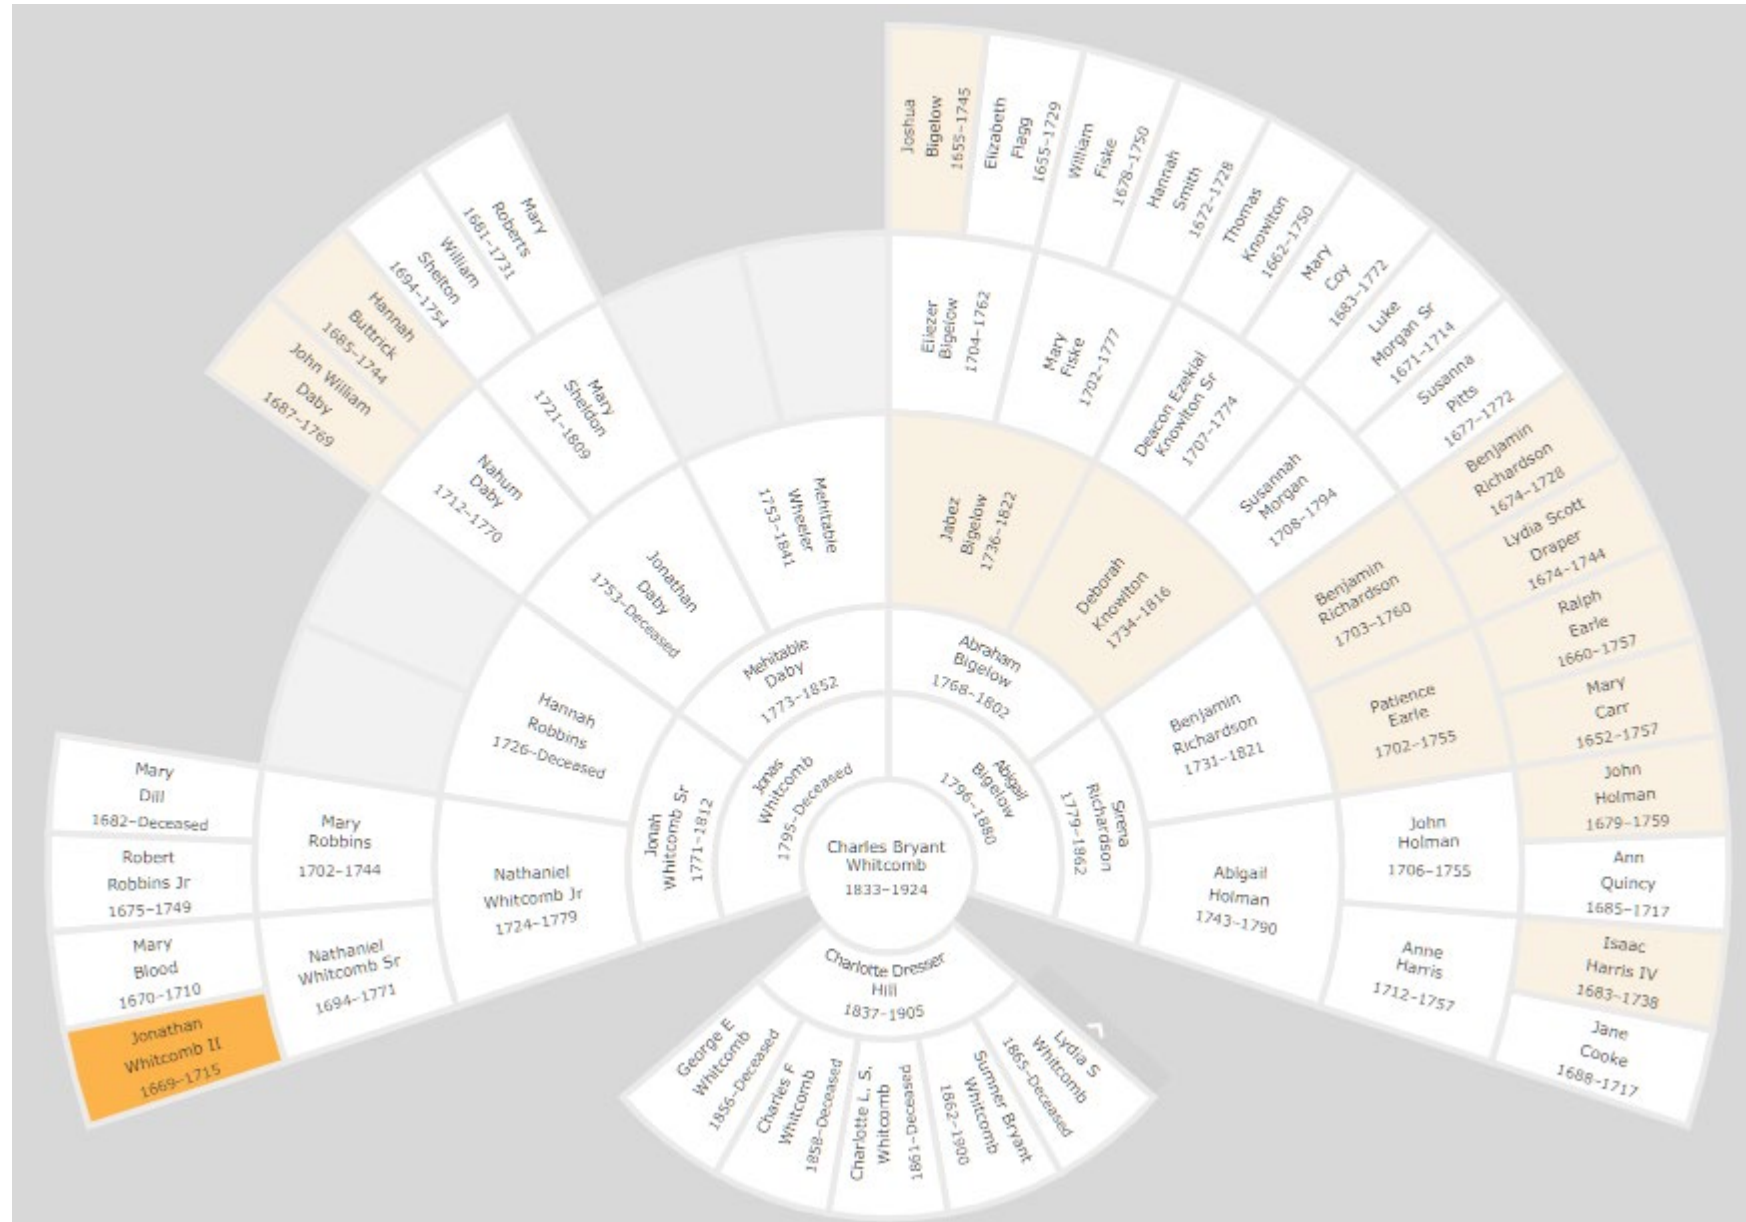 Joshua
Bigelow
1655–1745
Elizabeth
Flagg
1655–1729
William
Fiske
1678–1750
Hannah
Smith
1672–1728
Thomas
Knowlton
1662–1750
Mary
Coy
1683–1772
Luke
Morgan Sr
1671–1714
Susanna
Pitts
1677–1772
Benjamin
Richardson
1674–1728
Lydia Scott
Draper
1674–1744
Ralph
Earle
1660–1757
Mary
Carr
1652–1757
John
Holman
1679–1759
Ann
Quincy
1685–1717
Isaac
Harris IV
1683–1738
Jane
Cooke
1688–1717
Mary
Roberts
1681–1731
William
Shelton
1694–1754
Hannah
Buttrick
1685–1744
John William
Daby
1687–1769
Mary
Dill
1682–Deceased
Robert
Robbins Jr
1675–1749
Mary
Blood
1670–1710
Jonathan
Whitcomb II
1669–1715
Eliezer
Bigelow
1704–1762
Mary
Fiske
1702–1777
Deacon Ezekial
Knowlton Sr
1707–1774
Susannah
Morgan
1708–1794
Benjamin
Richardson
1703–1760
Patience
Earle
1702–1755
John
Holman
1706–1755
Anne
Harris
1712–1757
Mary
Sheldon
1721–1809
Nahum
Daby
1712–1770
Mary
Robbins
1702–1744
Nathaniel
Whitcomb Sr
1694–1771
Mehitable
Wheeler
1753–1841
Jonathan
Daby
1753–Deceased
Hannah
Robbins
1726–Deceased
Nathaniel
Whitcomb Jr
1724–1779
Jabez
Bigelow
1736–1822
Deborah
Knowlton
1734–1816
Benjamin
Richardson
1731–1821
Abigail
Holman
1743–1790
Mehitable
Daby
1773–1852
Jonah
Whitcomb Sr
1771–1812
Abraham
Bigelow
1768–1802
Sirena
Richardson
1779–1862
Jonas
Whitcomb
1795–Deceased
Abigail
Bigelow
1796–1880
Charles Bryant
Whitcomb
1833–1924
Charlotte Dresser
Hill
1837–1905
George E
Whitcomb
1856–Deceased
Charles F
Whitcomb
1858–Deceased
Charlotte L. S.
Whitcomb
1861–Deceased
Sumner Bryant
Whitcomb
1862–1900
Lydia S
Whitcomb
1865–Deceased